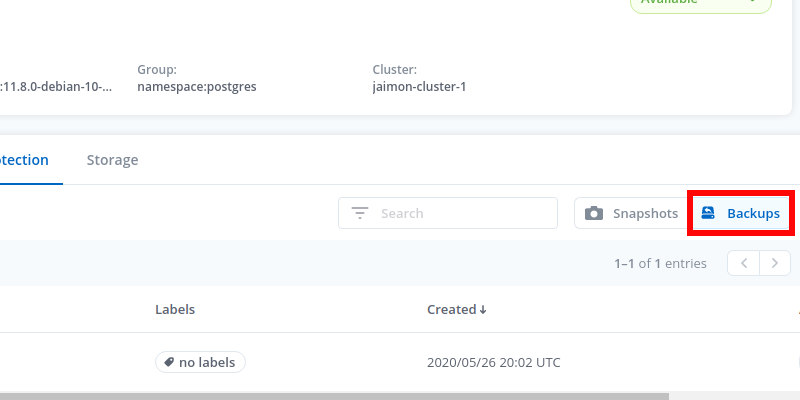 Available
Group:
Cluster:
:11.8.0-debian-10-...
namespace:postgres
jaimon-cluster-1
otection
Storage
Search
Snapshots
Backups
1–1 of 1 entries
Labels
Created
no labels
2020/05/26 20:02 UTC